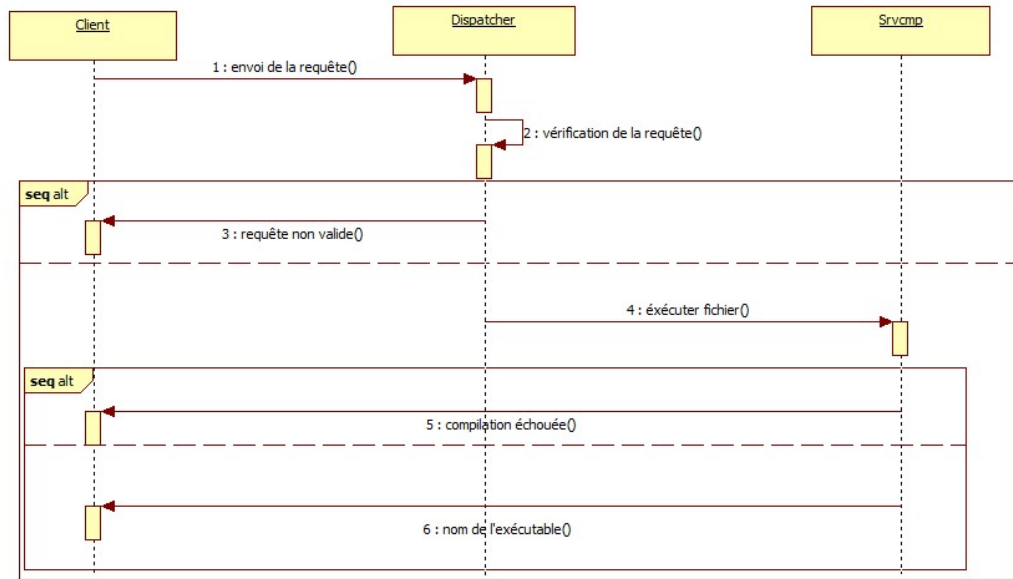 Client
Dispatcher
Srvcmp
1 : envoi de la requête()
2 : vérification de la requête()
seq alt
3 : requête non valide()
4 : éxécuter fichier()
seq alt
5 : compilation échouée()
6 : nom de l'exécutable()